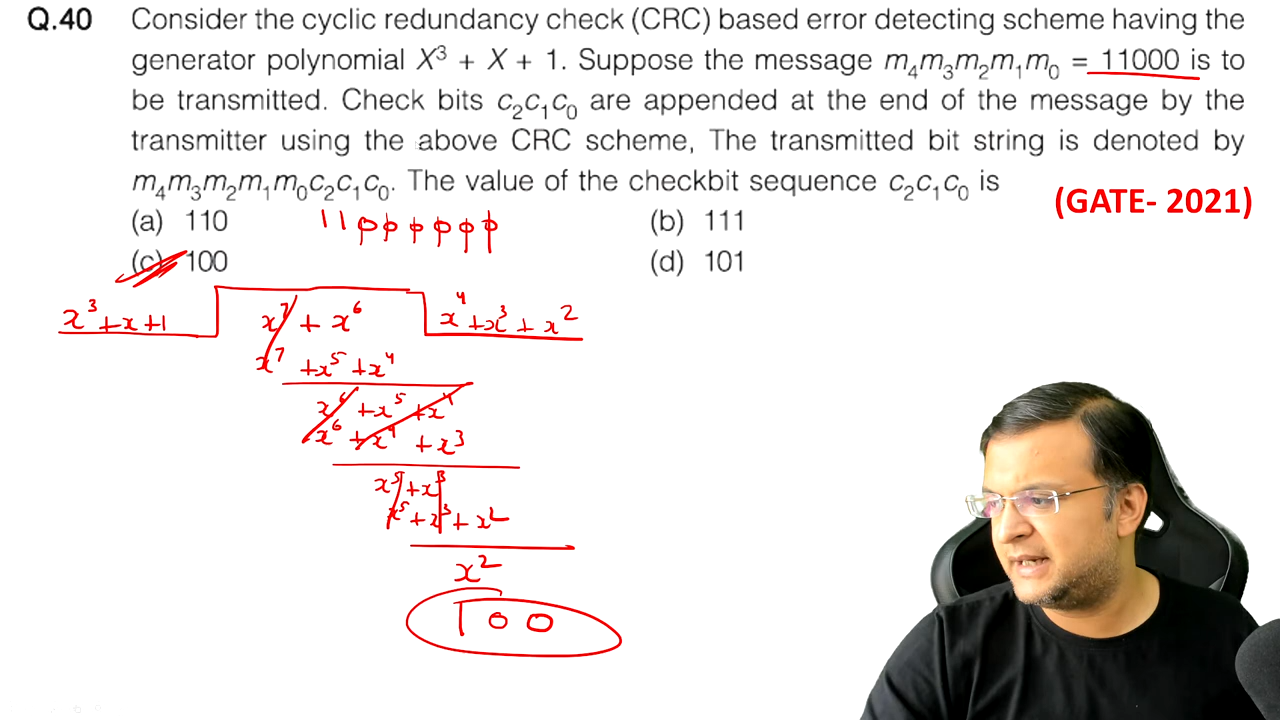 Q.40 Consider the cyclic redundancy check (CRC) based error detecting scheme having the
generator polynomial X³ + X + 1. Suppose the message m₄m₃m₂m₁m₀ = 11000 is to
be transmitted. Check bits c₂c₁c₀ are appended at the end of the message by the
transmitter using the above CRC scheme, The transmitted bit string is denoted by
m₄m₃m₂m₁m₀c₂c₁c₀. The value of the checkbit sequence c₂c₁c₀ is
(GATE- 2021)
(a) 110
(b) 111
11000000
(c) 100
(d) 101
x³+x+1
x⁷ + x⁶
x⁴+x³+x²
x⁷ +x⁵ +x⁴
x⁶ +x⁵ +x⁴
x⁶ +x⁴ +x³
x⁵+x³
x⁵+x³+x²
x²
100